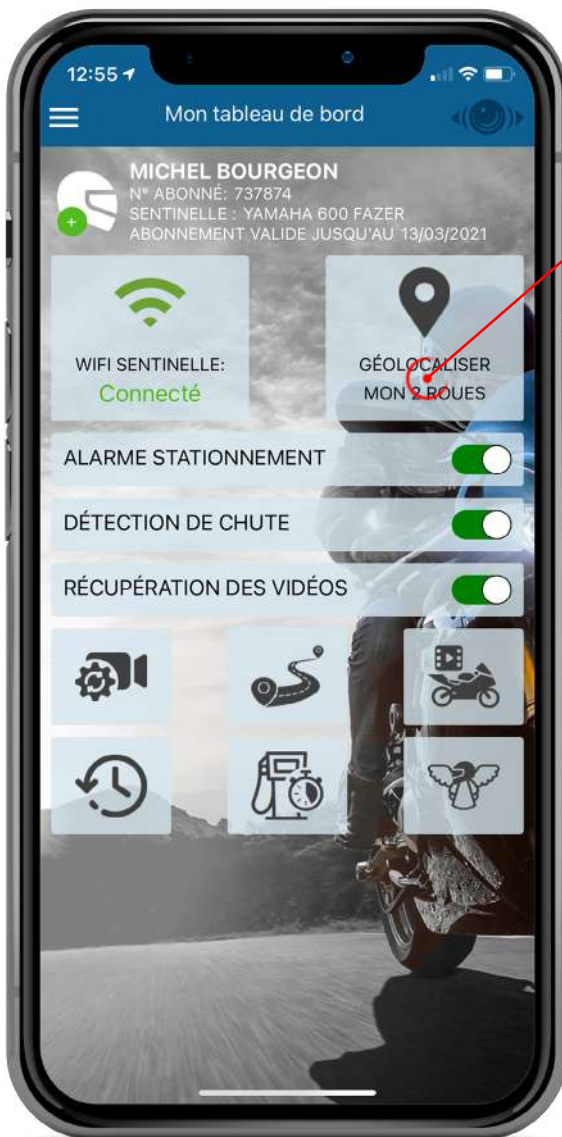 12:55
Mon tableau de bord
MICHEL BOURGEON
N° ABONNÉ: 737874
SENTINELLE : YAMAHA 600 FAZER
ABONNEMENT VALIDE JUSQU'AU 13/03/2021
WIFI SENTINELLE:
Connecté
GÉOLOCALISER
MON 2 ROUES
ALARME STATIONNEMENT
DÉTECTION DE CHUTE
RÉCUPÉRATION DES VIDÉOS